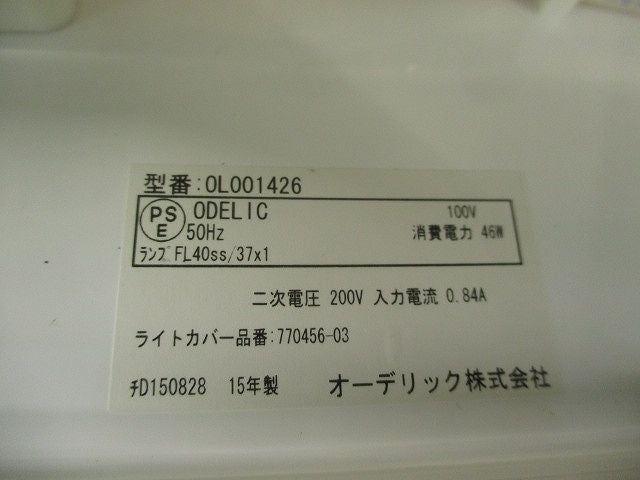 型番:OL001426
PSE ODELIC 100V
50Hz 消費電力 46W
ランプ FL40ss/37x1
二次電圧 200V 入力電流 0.84A
ライトカバー品番:770456-03
チD150828 15年製 オーデリック株式会社